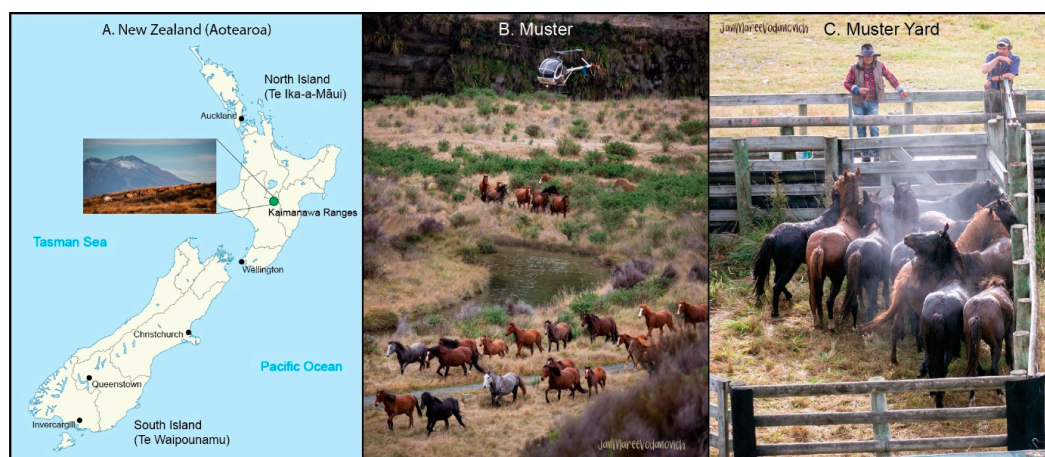 A. New Zealand (Aotearoa)
North Island
(Te Ika-a-Māui)
Auckland
Kaimanawa Ranges
Tasman Sea
Wellington
Christchurch
Pacific Ocean
Queenstown
Invercargill
South Island
(Te Waipounamu)
B. Muster
JanMareeVodanovich
JanMareeVodanovich
C. Muster Yard